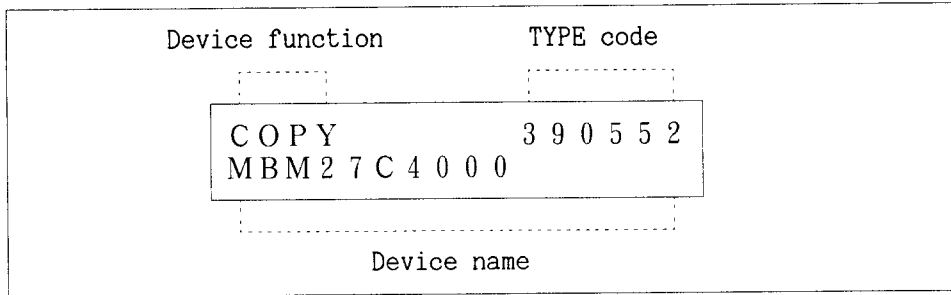 Device function TYPE code
COPY 390552
MBM27C4000
Device name